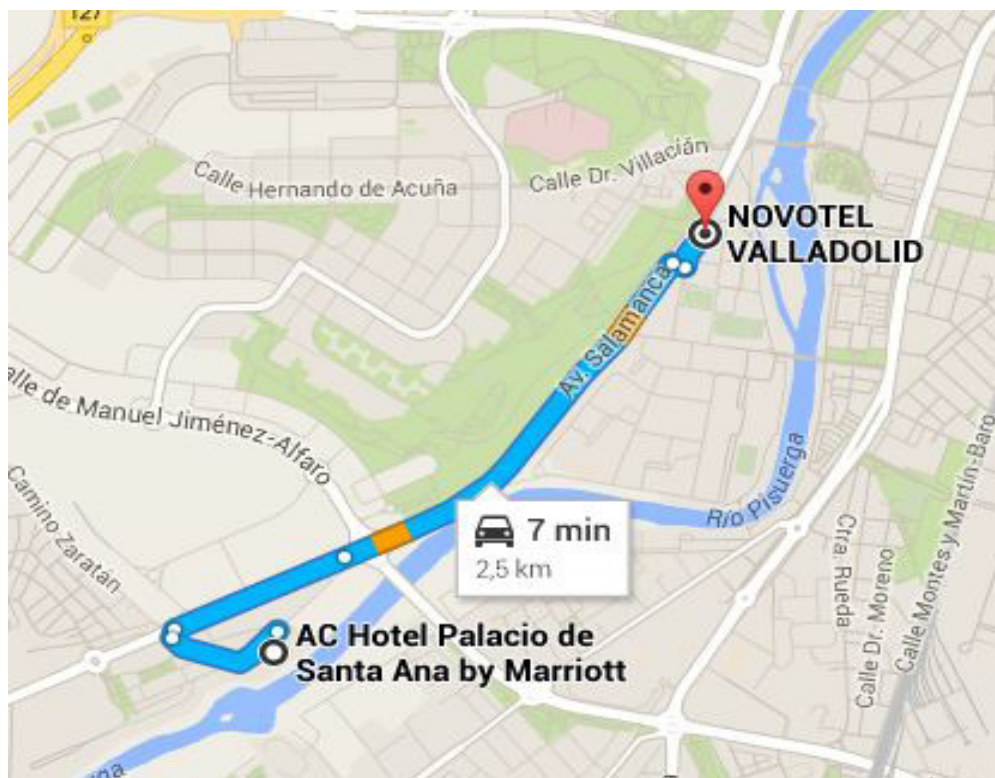 127
Calle Hernando de Acuña
Calle Dr. Villacián
NOVOTEL
VALLADOLID
Av. Salamanca
alle de Manuel Jiménez-Alfaro
Camino Zaratán
7 min
2,5 km
Río Pisuerga
Ctra. Rueda
Calle Dr. Moreno
Calle Montes y Martín-Baro
AC Hotel Palacio de
Santa Ana by Marriott
uerga